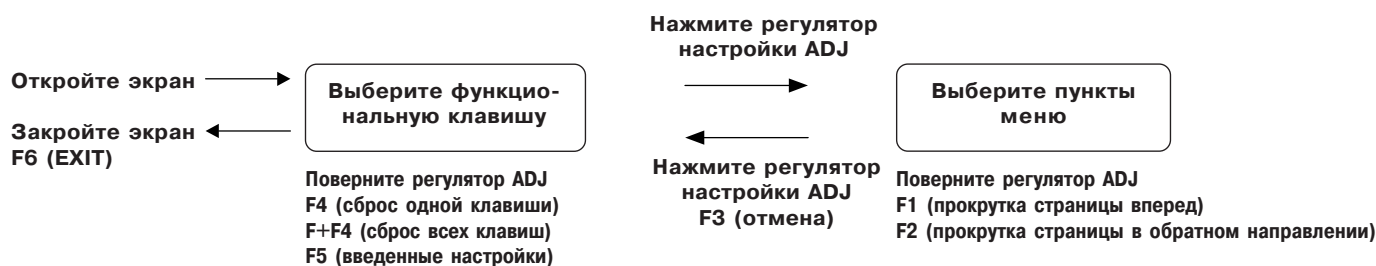 Откройте экран
Закройте экран
F6 (EXIT)
Выберите функцио-
нальную клавишу
Поверните регулятор ADJ
F4 (сброс одной клавиши)
F+F4 (сброс всех клавиш)
F5 (введенные настройки)
Нажмите регулятор
настройки ADJ
Нажмите регулятор
настройки ADJ
F3 (отмена)
Выберите пункты
меню
Поверните регулятор ADJ
F1 (прокрутка страницы вперед)
F2 (прокрутка страницы в обратном направлении)